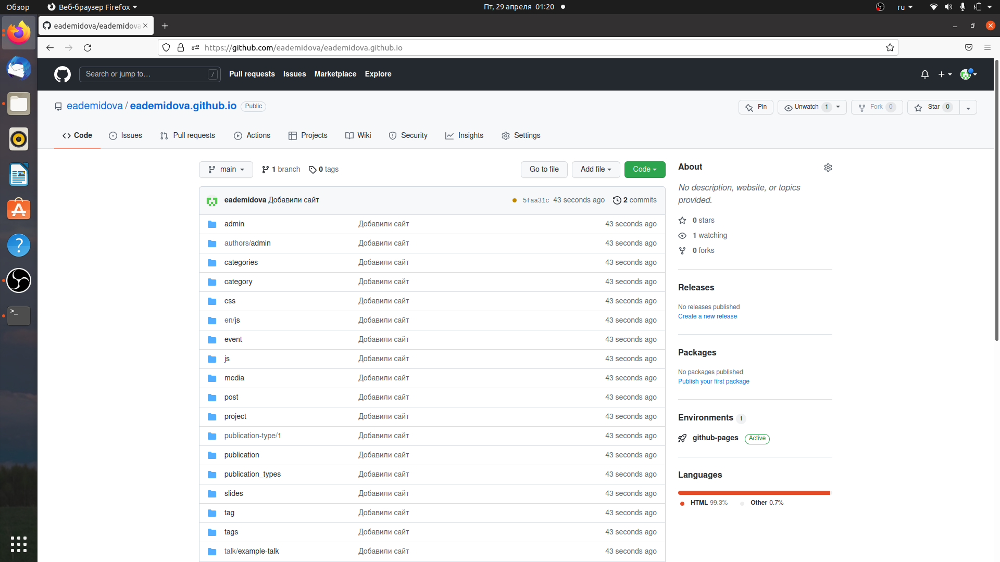 Обзор
Веб-браузер Firefox
Пт, 29 апреля 01:20
ru
eademidova/eademidova
https://github.com/eademidova/eademidova.github.io
Search or jump to…
/
Pull requests
Issues
Marketplace
Explore
eademidova / eademidova.github.io
Public
Pin
Unwatch 1
Fork 0
Star 0
Code
Issues
Pull requests
Actions
Projects
Wiki
Security
Insights
Settings
main
1 branch
0 tags
Go to file
Add file
Code
eademidova Добавили сайт
5faa31c 43 seconds ago
2 commits
admin Добавили сайт 43 seconds ago
authors/admin Добавили сайт 43 seconds ago
categories Добавили сайт 43 seconds ago
category Добавили сайт 43 seconds ago
css Добавили сайт 43 seconds ago
en/js Добавили сайт 43 seconds ago
event Добавили сайт 43 seconds ago
js Добавили сайт 43 seconds ago
media Добавили сайт 43 seconds ago
post Добавили сайт 43 seconds ago
project Добавили сайт 43 seconds ago
publication-type/1 Добавили сайт 43 seconds ago
publication Добавили сайт 43 seconds ago
publication_types Добавили сайт 43 seconds ago
slides Добавили сайт 43 seconds ago
tag Добавили сайт 43 seconds ago
tags Добавили сайт 43 seconds ago
talk/example-talk Добавили сайт 43 seconds ago
About
No description, website, or topics
provided.
0 stars
1 watching
0 forks
Releases
No releases published
Create a new release
Packages
No packages published
Publish your first package
Environments 1
github-pages Active
Languages
HTML 99.3%
Other 0.7%